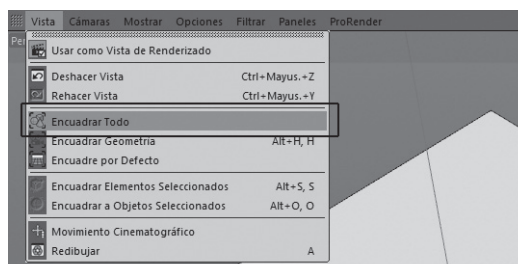 Vista Cámaras Mostrar Opciones Filtrar Paneles ProRender
Per
Usar como Vista de Renderizado
Deshacer Vista Ctrl+Mayus.+Z
Rehacer Vista Ctrl+Mayus.+Y
Encuadrar Todo
Encuadrar Geometría Alt+H, H
Encuadre por Defecto
Encuadrar Elementos Seleccionados Alt+S, S
Encuadrar a Objetos Seleccionados Alt+O, O
Movimiento Cinematográfico
Redibujar A